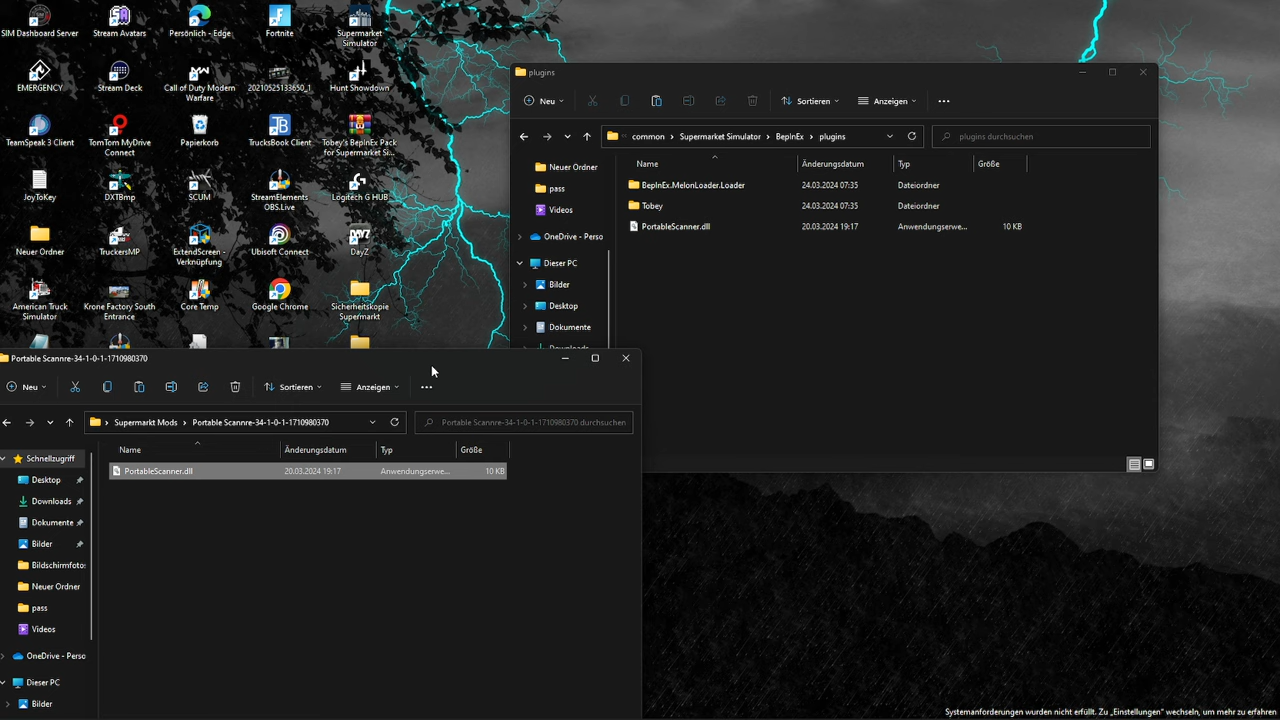 SIM Dashboard Server
Stream Avatars
Persönlich - Edge
Fortnite
Supermarket
Simulator
EMERGENCY
Stream Deck
Call of Duty Modern
Warfare
20210525133650_1
Hunt Showdown
TeamSpeak 3 Client
TomTom MyDrive
Connect
Papierkorb
TrucksBook Client
Tobey's BepInEx Pack
for Supermarket Si...
JoyToKey
DXTBmp
SCUM
StreamElements
OBS.Live
Logitech G HUB
Neuer Ordner
TruckersMP
ExtendScreen -
Verknüpfung
Ubisoft Connect
DayZ
American Truck
Simulator
Krone Factory South
Entrance
Core Temp
Google Chrome
Sicherheitskopie
Supermarkt
plugins
Neu
Sortieren
Anzeigen
common
Supermarket Simulator
BepInEx
plugins
plugins durchsuchen
Name
Änderungsdatum
Typ
Größe
Neuer Ordner
pass
Videos
OneDrive - Perso
Dieser PC
Bilder
Desktop
Dokumente
Downloads
BepInEx.MelonLoader.Loader
24.03.2024 07:35
Dateiordner
Tobey
24.03.2024 07:35
Dateiordner
PortableScanner.dll
20.03.2024 19:17
Anwendungserwe...
10 KB
Portable Scannre-34-1-0-1-1710980370
Neu
Sortieren
Anzeigen
Supermarkt Mods
Portable Scannre-34-1-0-1-1710980370
Portable Scannre-34-1-0-1-1710980370 durchsuchen
Name
Änderungsdatum
Typ
Größe
Schnellzugriff
Desktop
Downloads
Dokumente
Bilder
Bildschirmfoto:
Neuer Ordner
pass
Videos
OneDrive - Perso
Dieser PC
Bilder
PortableScanner.dll
20.03.2024 19:17
Anwendungserwe...
10 KB
Systemanforderungen wurden nicht erfüllt. Zu „Einstellungen" wechseln, um mehr zu erfahren